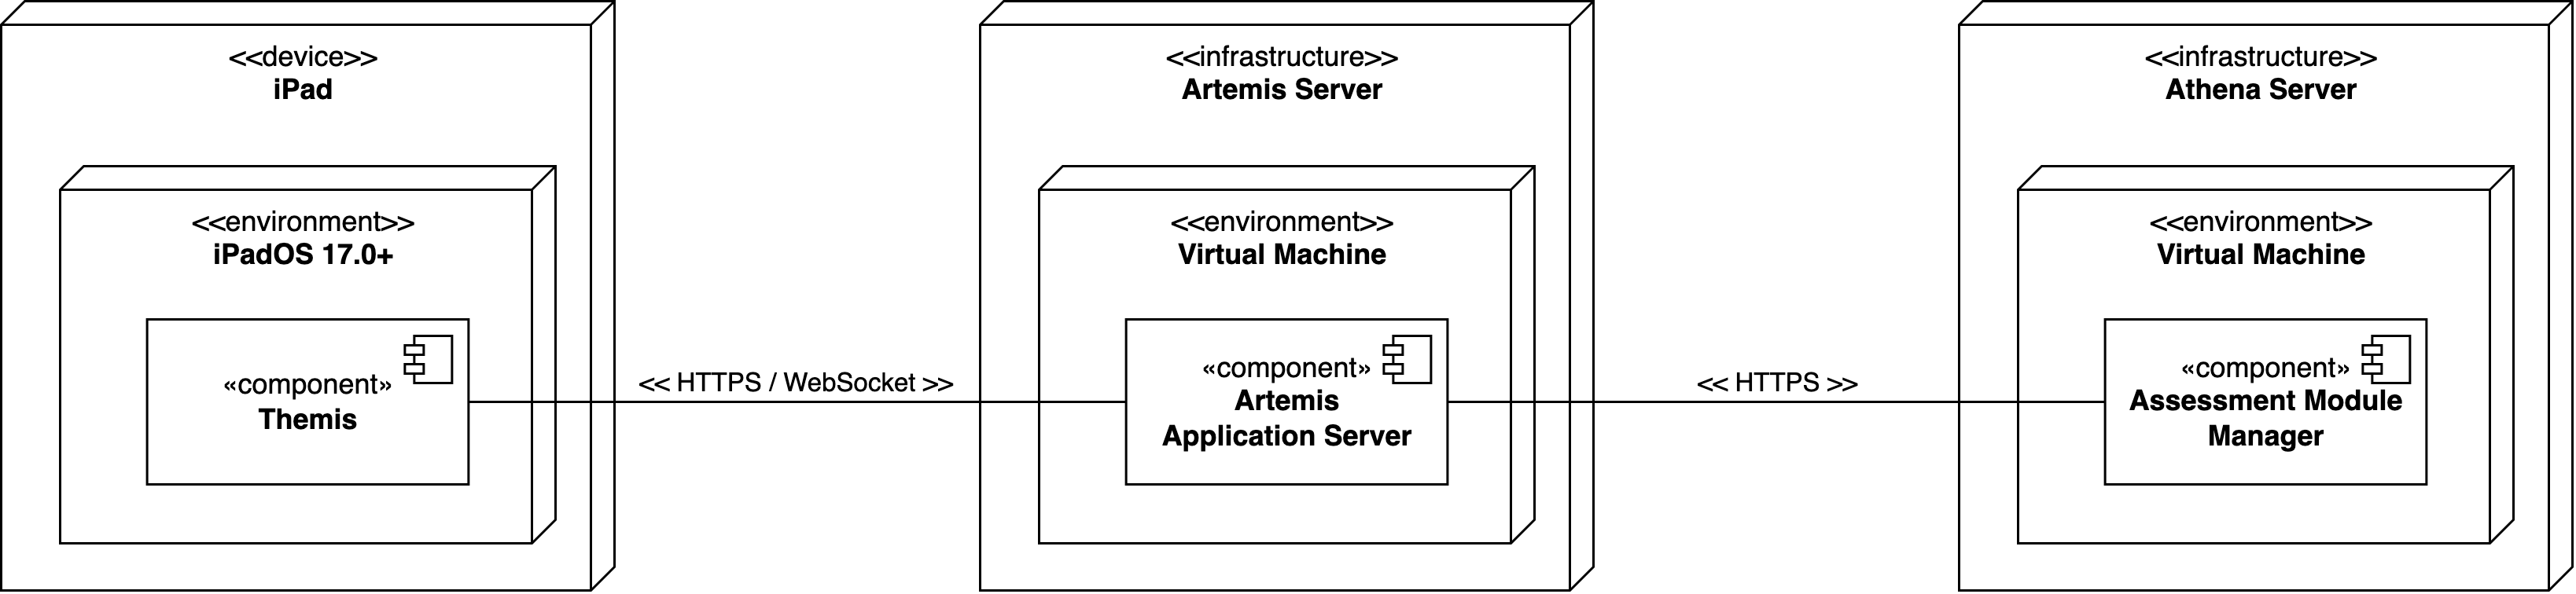 <<device>>
iPad
<<environment>>
iPadOS 17.0+
«component»
Themis
<< HTTPS / WebSocket >>
<<infrastructure>>
Artemis Server
<<environment>>
Virtual Machine
«component»
Artemis
Application Server
<< HTTPS >>
<<infrastructure>>
Athena Server
<<environment>>
Virtual Machine
«component»
Assessment Module
Manager